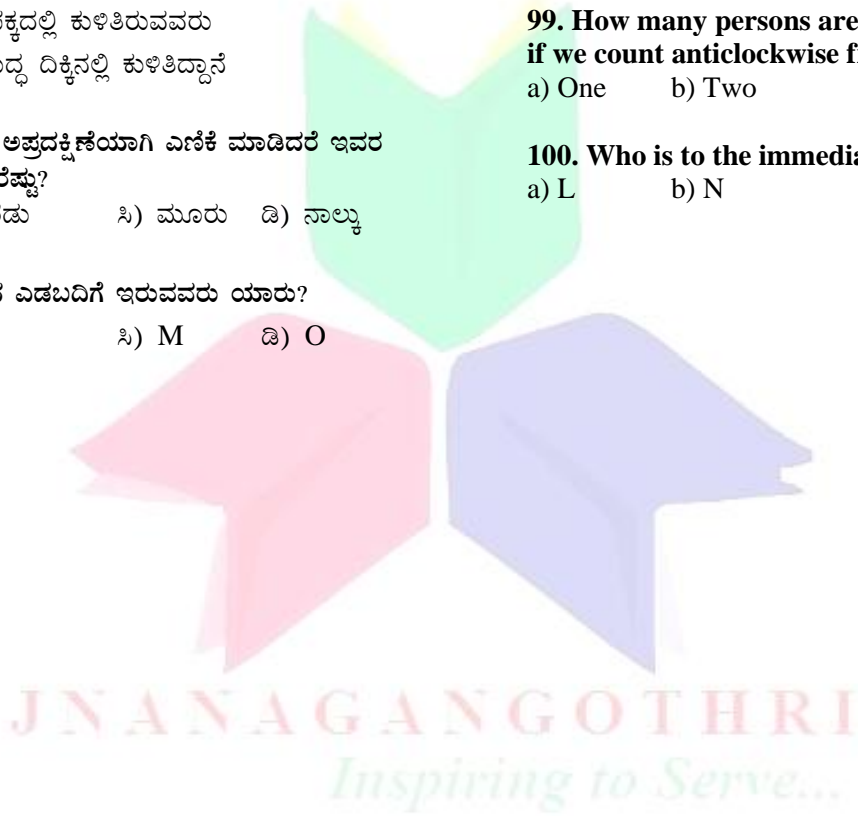 ಕ್ಕದಲ್ಲಿ ಕುಳಿತಿರುವವರು
ದಿಕ್ಕಿನಲ್ಲಿ ಕುಳಿತಿದ್ದಾನೆ
ಅಪ್ರದಕ್ಷಿಣೆಯಾಗಿ ಎಣಿಕೆ ಮಾಡಿದರೆ ಇವರ
ರೆಷ್ಟು?
ಡು ಸಿ) ಮೂರು ಡಿ) ನಾಲ್ಕು
ಎಡಬದಿಗೆ ಇರುವವರು ಯಾರು?
ಸಿ) M ಡಿ) O
99. How many persons are
if we count anticlockwise f
a) One b) Two
100. Who is to the immedia
a) L b) N
JNANAGANGOTHRI
Inspiring to Serve...